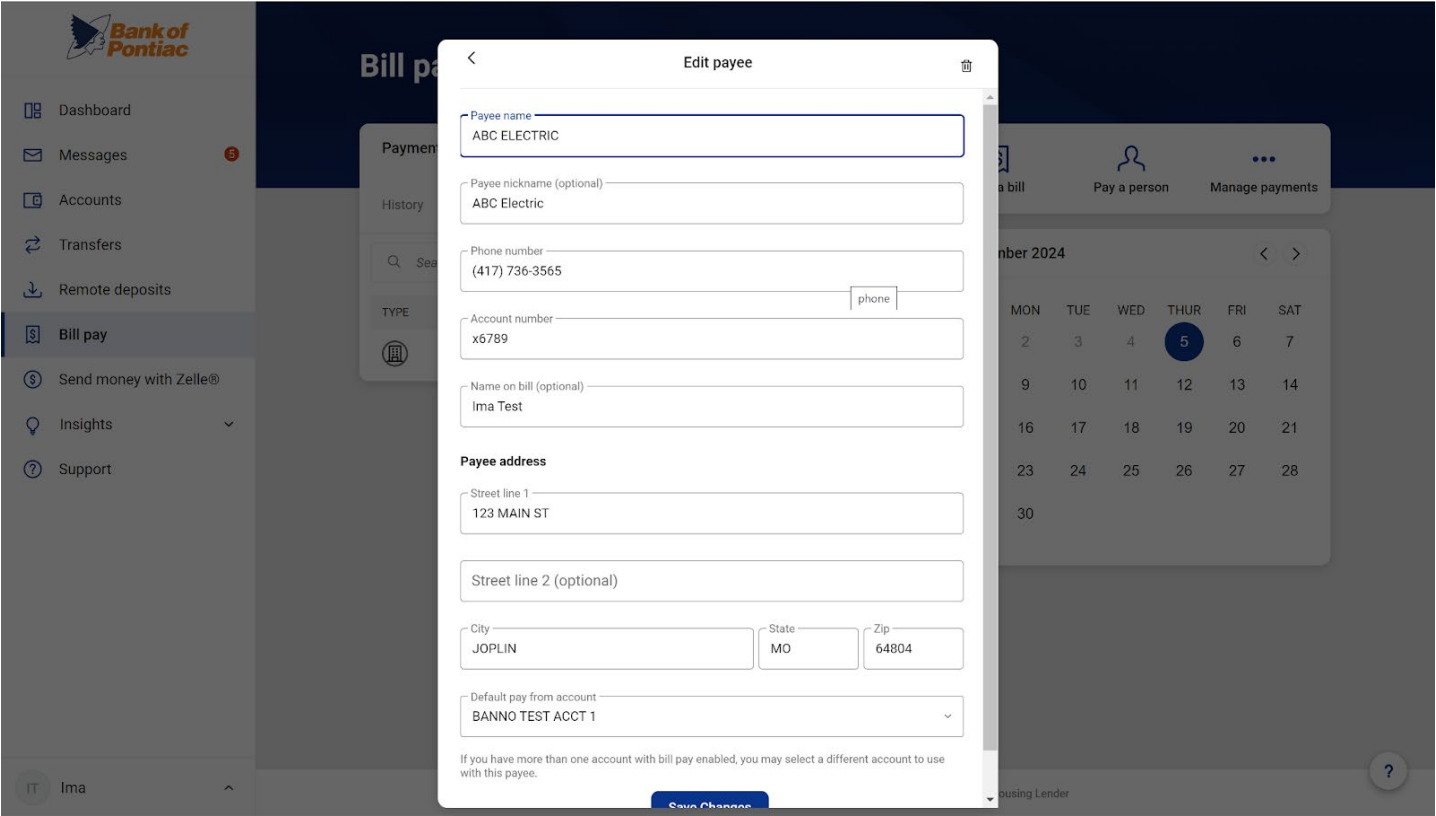 Bank of
Pontiac
Dashboard
Messages
5
Accounts
Transfers
Remote deposits
Bill pay
Send money with Zelle®
Insights
Support
IT
Ima
Bill pa
Payment
History
Sea
TYPE
Edit payee
Payee name
ABC ELECTRIC
Payee nickname (optional)
ABC Electric
Phone number
(417) 736-3565
phone
Account number
x6789
Name on bill (optional)
Ima Test
Payee address
Street line 1
123 MAIN ST
Street line 2 (optional)
City
JOPLIN
State
MO
Zip
64804
Default pay from account
BANNO TEST ACCT 1
If you have more than one account with bill pay enabled, you may select a different account to use
with this payee.
Save Changes
a bill
Pay a person
Manage payments
mber 2024
MON TUE WED THUR FRI SAT
2 3 4 5 6 7
9 10 11 12 13 14
16 17 18 19 20 21
23 24 25 26 27 28
30
ousing Lender
?